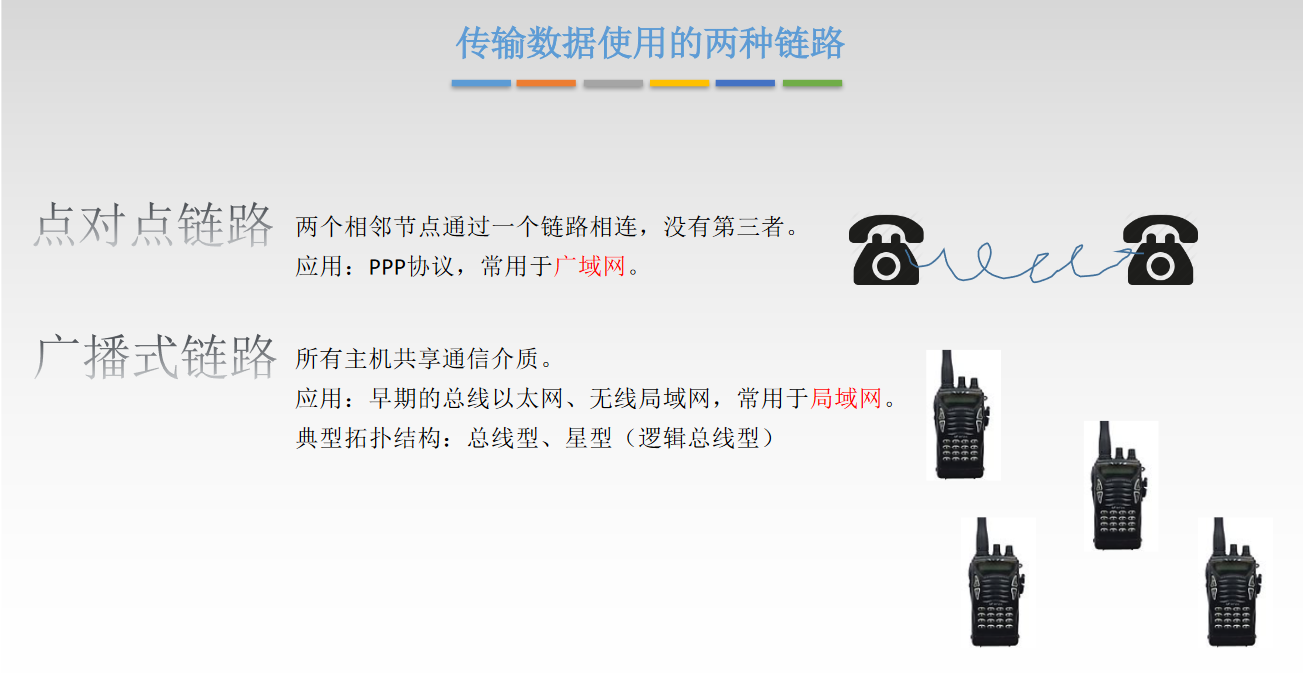 传输数据使用的两种链路
点对点链路
两个相邻节点通过一个链路相连，没有第三者。
应用：PPP协议，常用于广域网。
广播式链路
所有主机共享通信介质。
应用：早期的总线以太网、无线局域网，常用于局域网。
典型拓扑结构：总线型、星型（逻辑总线型）